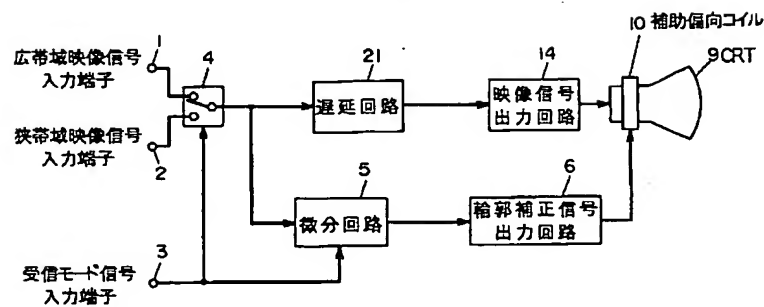 10 補助偏向コイル
1
広帯域映像信号
入力端子
4
21
14
9CRT
遅延回路
映像信号
出力回路
狭帯域映像信号
入力端子
2
5
6
微分回路
輪郭補正信号
出力回路
3
受信モード信号
入力端子